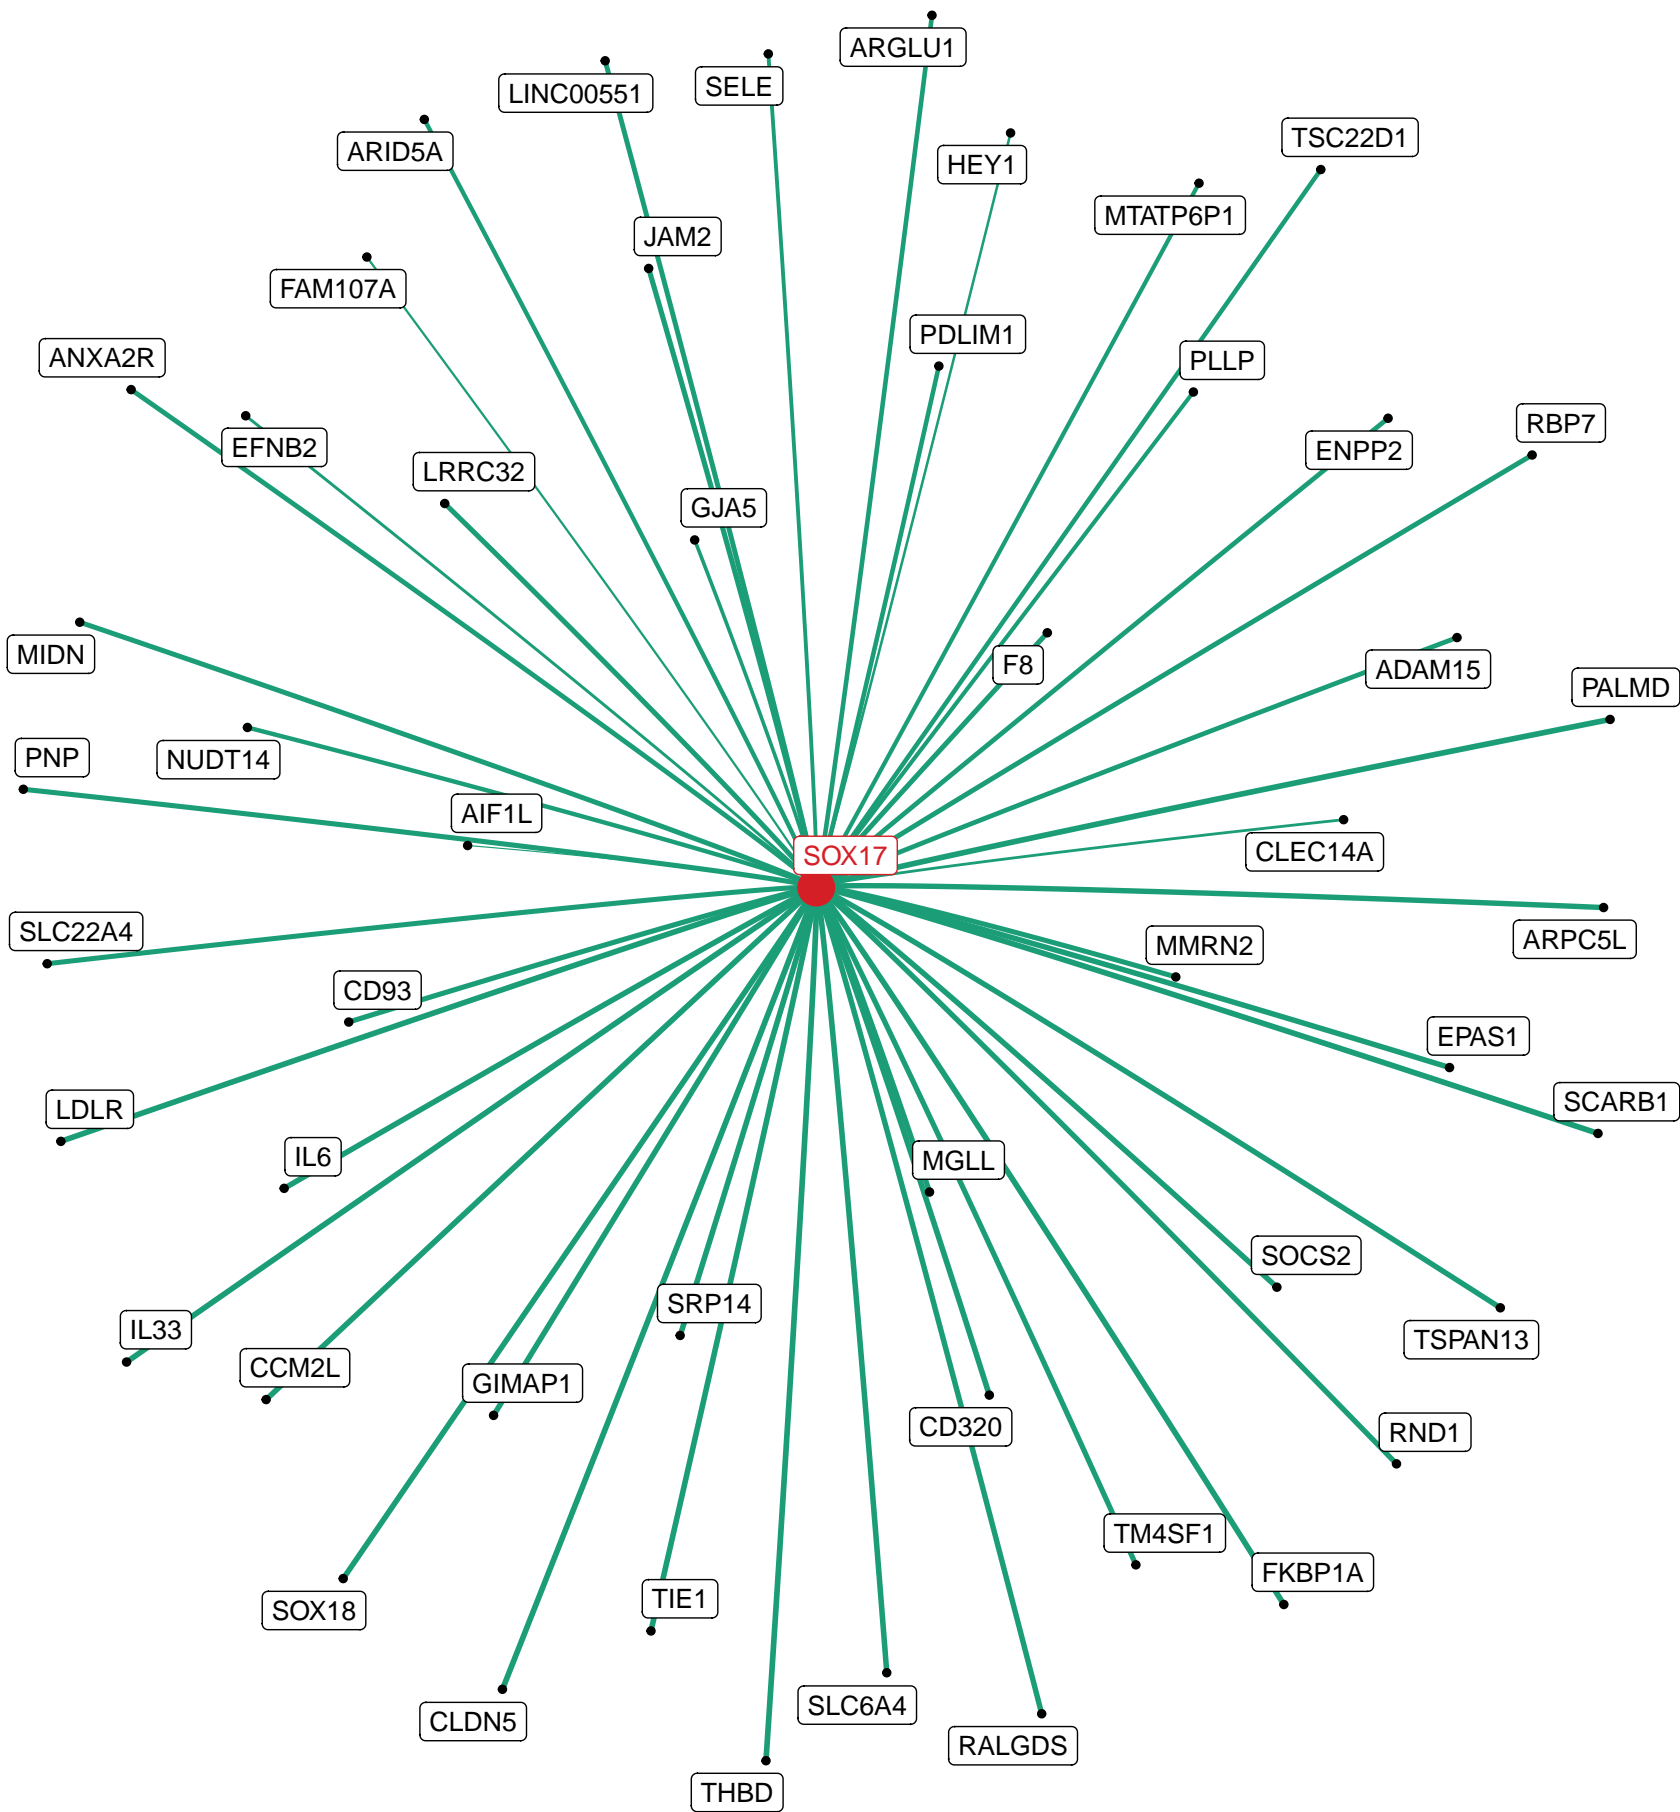 ARGLU1
SELE
LINC00551
TSC22D1
ARID5A
HEY1
MTATP6P1
JAM2
FAM107A
PDLIM1
ANXA2R
PLLP
RBP7
EFNB2
ENPP2
LRRC32
GJA5
MIDN
F8
ADAM15
PALMD
PNP
NUDT14
AIF1L
SOX17
CLEC14A
SLC22A4
ARPC5L
MMRN2
CD93
EPAS1
SCARB1
LDLR
IL6
MGLL
SOCS2
SRP14
IL33
TSPAN13
CCM2L
GIMAP1
CD320
RND1
TM4SF1
FKBP1A
TIE1
SOX18
SLC6A4
CLDN5
RALGDS
THBD